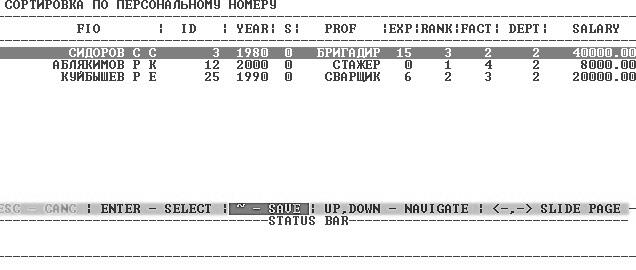 СОРТИРОВКА ПО ПЕРСОНАЛЬНОМУ НОМЕРУ
FIO ¦ ID ¦ YEAR¦ S¦ PROF ¦EXP¦RANK¦FACT¦ DEPT¦ SALARY
СИДОРОВ С С 3 1980 0 БРИГАДИР 15 3 2 2 40000.00
АБЛЯКИМОВ Р К 12 2000 0 СТАЖЕР 0 1 4 2 8000.00
КУЙБЫШЕВ Р Е 25 1990 0 СВАРЩИК 6 2 3 2 20000.00
ESC - CANC ¦ ENTER - SELECT ¦ ~ - SAVE ¦ UP,DOWN - NAVIGATE ¦ <-,-> SLIDE PAGE
STATUS BAR